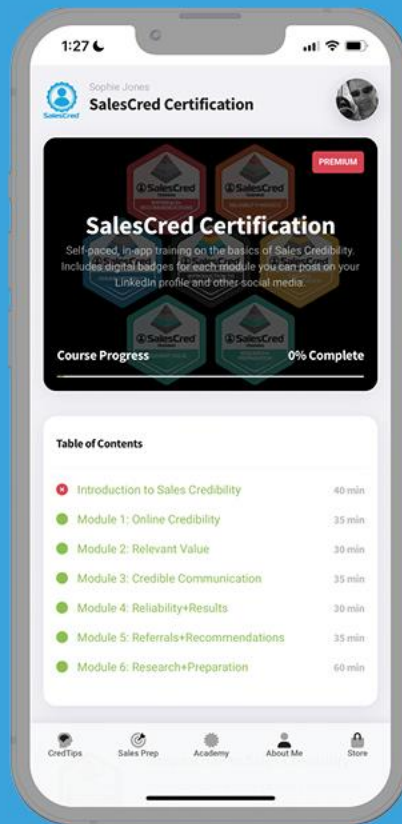 1:27
Sophie Jones
SalesCred Certification
SalesCred
PREMIUM
SalesCred
SalesCred
SalesCred Certification
Self-paced, in-app training on the basics of Sales Credibility.
Includes digital badges for each module you can post on your
LinkedIn profile and other social media.
SalesCred
SalesCred
Course Progress
0% Complete
Table of Contents
Introduction to Sales Credibility 40 min
Module 1: Online Credibility 35 min
Module 2: Relevant Value 30 min
Module 3: Credible Communication 35 min
Module 4: Reliability+Results 30 min
Module 5: Referrals+Recommendations 35 min
Module 6: Research+Preparation 60 min
CredTips
Sales Prep
Academy
About Me
Store